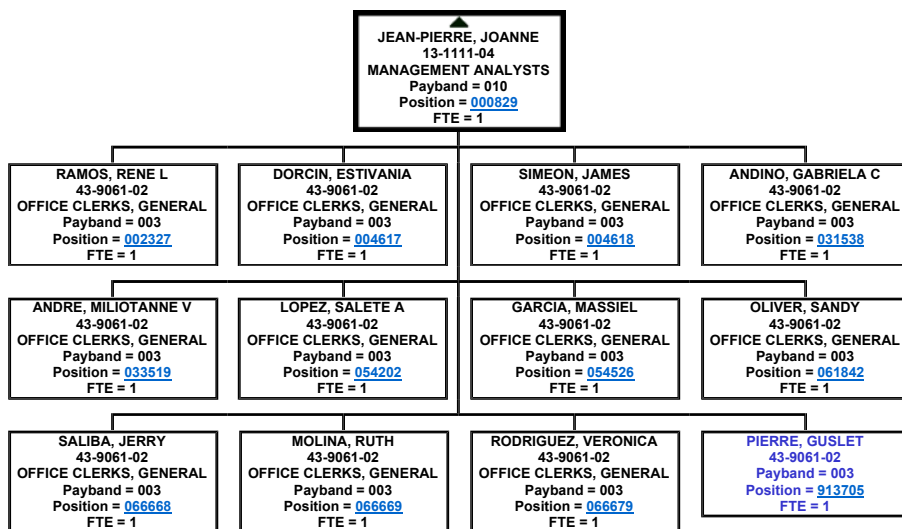 JEAN-PIERRE, JOANNE
13-1111-04
MANAGEMENT ANALYSTS
Payband = 010
Position = 000829
FTE = 1
RAMOS, RENE L
43-9061-02
OFFICE CLERKS, GENERAL
Payband = 003
Position = 002327
FTE = 1
DORCIN, ESTIVANIA
43-9061-02
OFFICE CLERKS, GENERAL
Payband = 003
Position = 004617
FTE = 1
SIMEON, JAMES
43-9061-02
OFFICE CLERKS, GENERAL
Payband = 003
Position = 004618
FTE = 1
ANDINO, GABRIELA C
43-9061-02
OFFICE CLERKS, GENERAL
Payband = 003
Position = 031538
FTE = 1
ANDRE, MILIOTANNE V
43-9061-02
OFFICE CLERKS, GENERAL
Payband = 003
Position = 033519
FTE = 1
LOPEZ, SALETE A
43-9061-02
OFFICE CLERKS, GENERAL
Payband = 003
Position = 054202
FTE = 1
GARCIA, MASSIEL
43-9061-02
OFFICE CLERKS, GENERAL
Payband = 003
Position = 054526
FTE = 1
OLIVER, SANDY
43-9061-02
OFFICE CLERKS, GENERAL
Payband = 003
Position = 061842
FTE = 1
SALIBA, JERRY
43-9061-02
OFFICE CLERKS, GENERAL
Payband = 003
Position = 066668
FTE = 1
MOLINA, RUTH
43-9061-02
OFFICE CLERKS, GENERAL
Payband = 003
Position = 066669
FTE = 1
RODRIGUEZ, VERONICA
43-9061-02
OFFICE CLERKS, GENERAL
Payband = 003
Position = 066679
FTE = 1
PIERRE, GUSLET
43-9061-02
Payband = 003
Position = 913705
FTE = 1